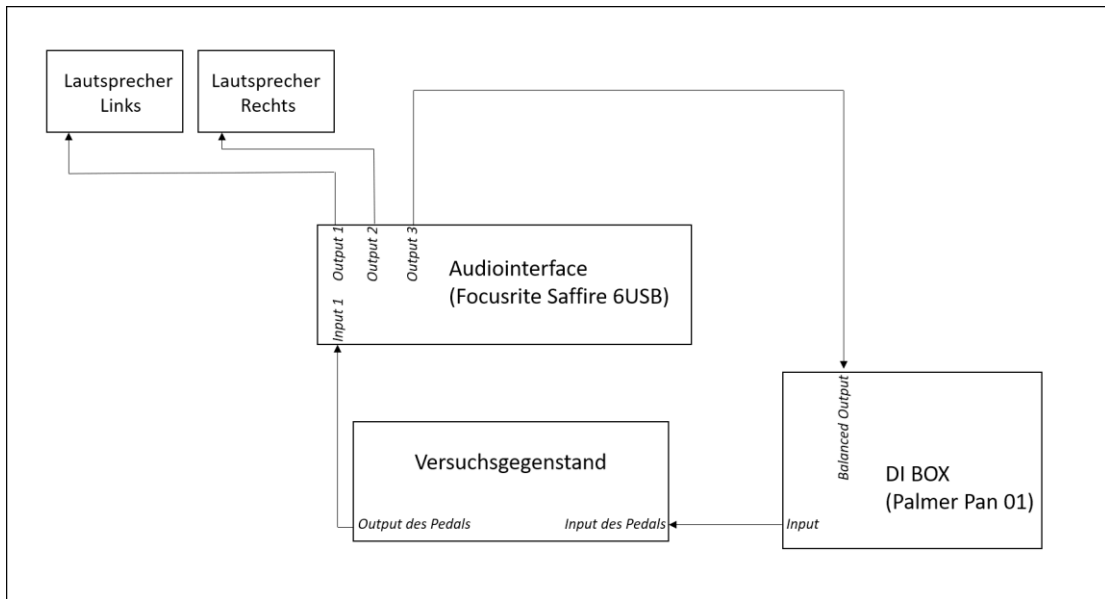 Lautsprecher
Links
Lautsprecher
Rechts
Output 1
Output 2
Output 3
Audiointerface
(Focusrite Saffire 6USB)
Input 1
Balanced Output
Versuchsgegenstand
DI BOX
(Palmer Pan 01)
Output des Pedals
Input des Pedals
Input